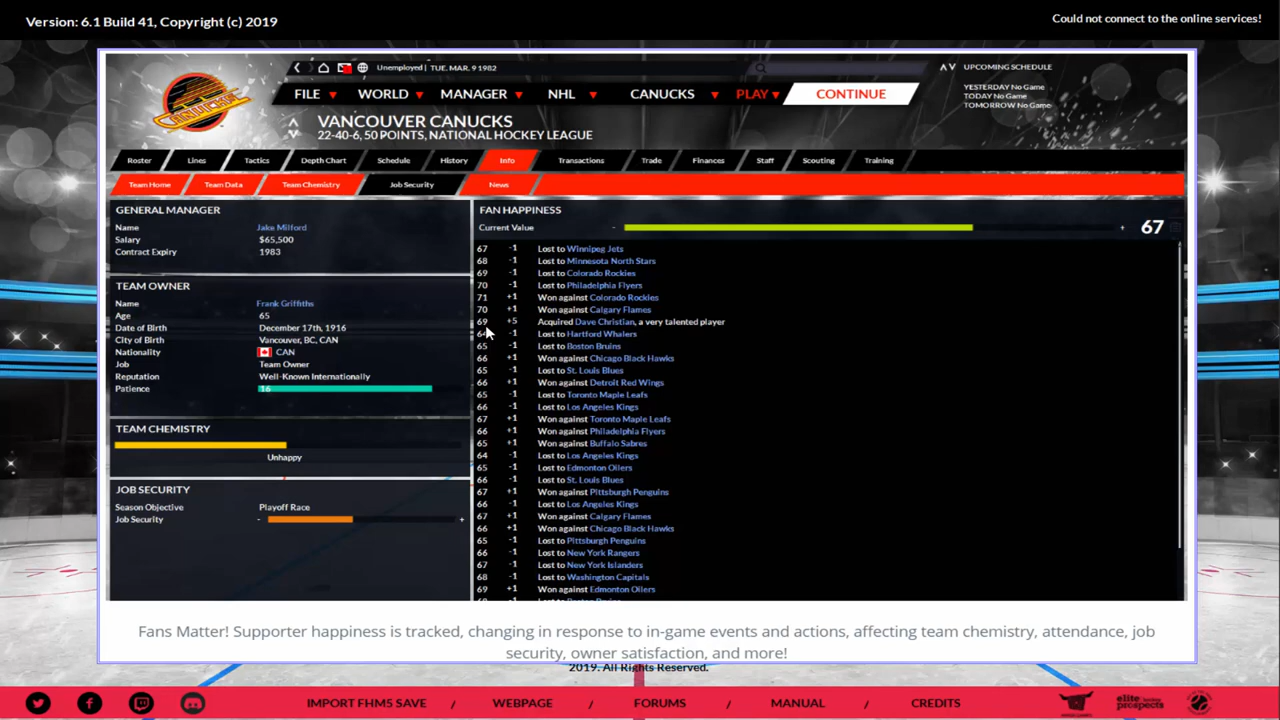 Version: 6.1 Build 41, Copyright (c) 2019
Could not connect to the online services!
Unemployed | TUE. MAR. 9 1982
UPCOMING SCHEDULE
YESTERDAY No Game
TODAY No Game
TOMORROW No Game
FILE WORLD MANAGER NHL CANUCKS PLAY CONTINUE
VANCOUVER CANUCKS
22-40-6, 50 POINTS, NATIONAL HOCKEY LEAGUE
Roster Lines Tactics Depth Chart Schedule History Info Transactions Trade Finances Staff Scouting Training
Team Home Team Data Team Chemistry Job Security News
GENERAL MANAGER
Name Jake Milford
Salary $65,500
Contract Expiry 1983
TEAM OWNER
Name Frank Griffiths
Age 65
Date of Birth December 17th, 1916
City of Birth Vancouver, BC, CAN
Nationality CAN
Job Team Owner
Reputation Well-Known Internationally
Patience 16
TEAM CHEMISTRY
Unhappy
JOB SECURITY
Season Objective Playoff Race
Job Security - +
FAN HAPPINESS
Current Value - + 67
67 -1 Lost to Winnipeg Jets
68 -1 Lost to Minnesota North Stars
69 -1 Lost to Colorado Rockies
70 -1 Lost to Philadelphia Flyers
71 +1 Won against Colorado Rockies
70 +1 Won against Calgary Flames
69 +5 Acquired Dave Christian, a very talented player
-1 Lost to Hartford Whalers
65 -1 Lost to Boston Bruins
66 +1 Won against Chicago Black Hawks
65 -1 Lost to St. Louis Blues
66 +1 Won against Detroit Red Wings
65 -1 Lost to Toronto Maple Leafs
66 -1 Lost to Los Angeles Kings
67 +1 Won against Toronto Maple Leafs
66 +1 Won against Philadelphia Flyers
65 +1 Won against Buffalo Sabres
64 -1 Lost to Los Angeles Kings
65 -1 Lost to Edmonton Oilers
66 -1 Lost to St. Louis Blues
67 +1 Won against Pittsburgh Penguins
66 -1 Lost to Los Angeles Kings
67 +1 Won against Calgary Flames
66 +1 Won against Chicago Black Hawks
65 -1 Lost to Pittsburgh Penguins
66 -1 Lost to New York Rangers
67 -1 Lost to New York Islanders
68 -1 Lost to Washington Capitals
69 +1 Won against Edmonton Oilers
Fans Matter! Supporter happiness is tracked, changing in response to in-game events and actions, affecting team chemistry, attendance, job
security, owner satisfaction, and more!
2019. All Rights Reserved.
IMPORT FHM5 SAVE / WEBPAGE / FORUMS / MANUAL / CREDITS
elite
prospects